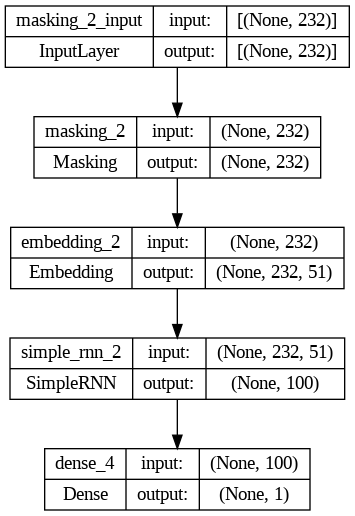 masking_2_input input: [(None, 232)]
InputLayer output: [(None, 232)]
masking_2 input: (None, 232)
Masking output: (None, 232)
embedding_2 input: (None, 232)
Embedding output: (None, 232, 51)
simple_rnn_2 input: (None, 232, 51)
SimpleRNN output: (None, 100)
dense_4 input: (None, 100)
Dense output: (None, 1)